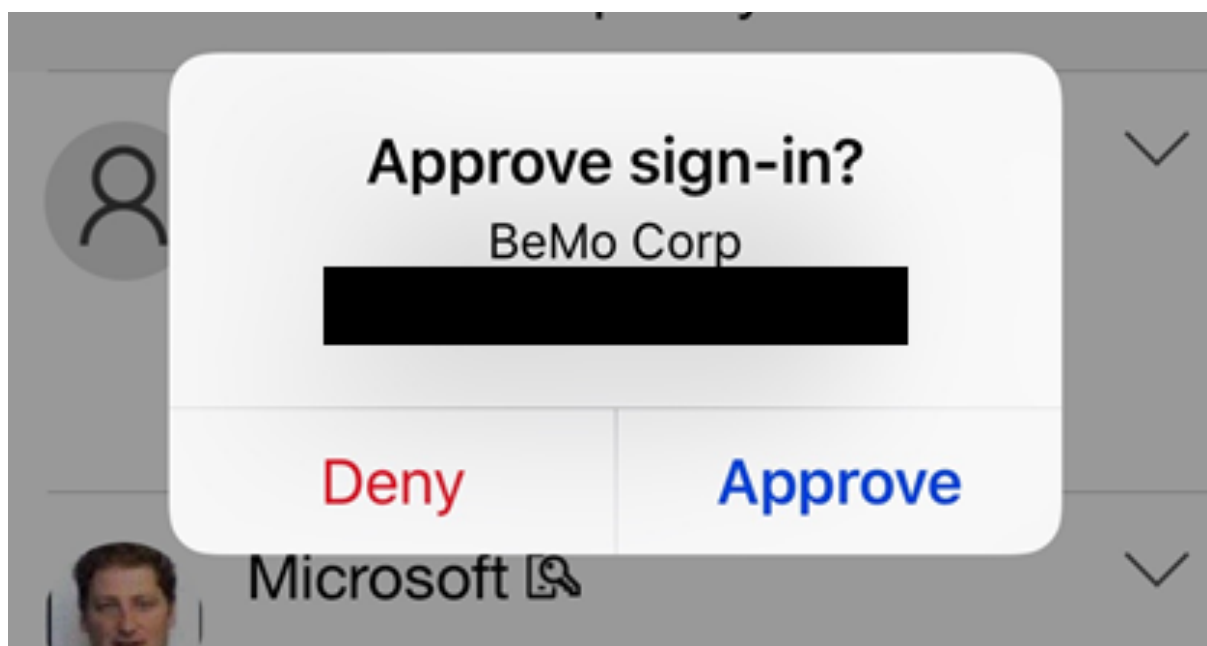 Approve sign-in?
BeMo Corp
Deny
Approve
Microsoft